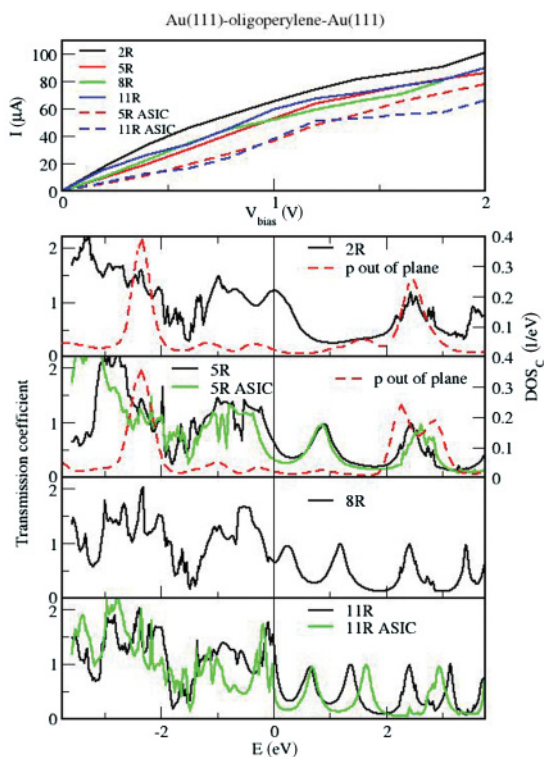 Au(111)-oligoperylene-Au(111)
100
80
60
40
20
0
I (μA)
2R
5R
8R
11R
5R ASIC
11R ASIC
0
1
2
V_bias (V)
2
1
0
2R
p out of plane
0.4
0.3
0.2
0.1
0
2
1
0
5R
5R ASIC
p out of plane
0.4
0.3
0.2
0.1
0
DOS_C (1/eV)
Transmission coefficient
2
1
0
8R
2
1
0
11R
11R ASIC
-2
0
2
E (eV)